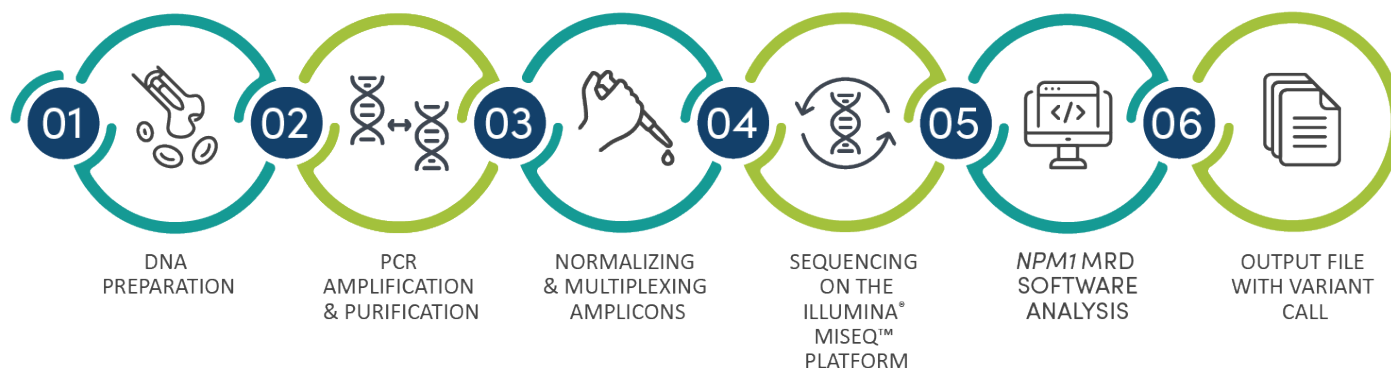 01
DNA
PREPARATION
02
PCR
AMPLIFICATION
& PURIFICATION
03
NORMALIZING
& MULTIPLEXING
AMPLICONS
04
SEQUENCING
ON THE
ILLUMINA®
MISEQ™
PLATFORM
05
</>
NPM1 MRD
SOFTWARE
ANALYSIS
06
OUTPUT FILE
WITH VARIANT
CALL